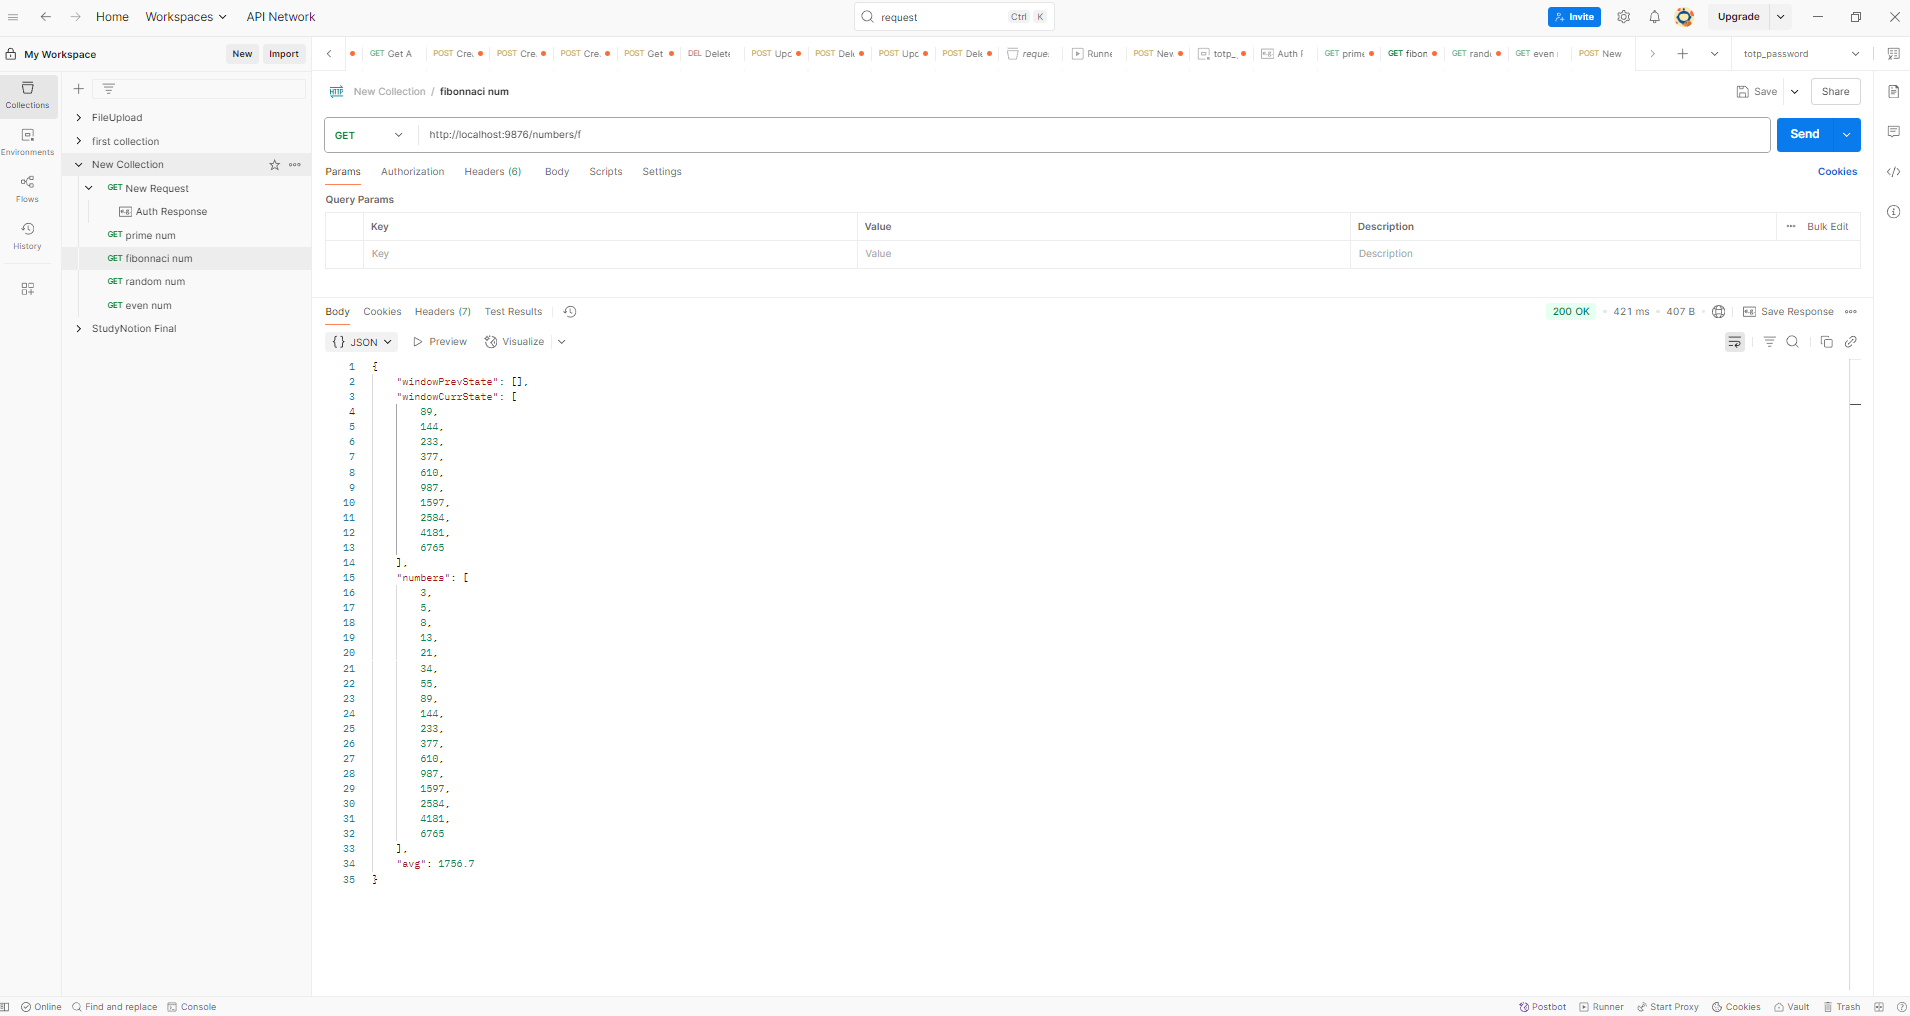 Home Workspaces API Network request Ctrl K Invite Upgrade
My Workspace New Import
GET Get A POST Cre POST Cre POST Cre POST Get DEL Delete POST Upc POST Dele POST Upc POST Dele reque Runne POST New totp_ Auth F GET prime GET fibon GET rand GET even POST New totp_password
Collections
Environments
Flows
History
FileUpload
first collection
New Collection
GET New Request
Auth Response
GET prime num
GET fibonnaci num
GET random num
GET even num
StudyNotion Final
HTTP New Collection / fibonnaci num Save Share
GET http://localhost:9876/numbers/f Send
Params Authorization Headers (6) Body Scripts Settings Cookies
Query Params
Key Value Description Bulk Edit
Key Value Description
Body Cookies Headers (7) Test Results 200 OK 421 ms 407 B Save Response
{} JSON Preview Visualize
1 {
2 "windowPrevState": [],
3 "windowCurrState": [
4 89,
5 144,
6 233,
7 377,
8 610,
9 987,
10 1597,
11 2584,
12 4181,
13 6765
14 ],
15 "numbers": [
16 3,
17 5,
18 8,
19 13,
20 21,
21 34,
22 55,
23 89,
24 144,
25 233,
26 377,
27 610,
28 987,
29 1597,
30 2584,
31 4181,
32 6765
33 ],
34 "avg": 1756.7
35 }
Online Find and replace Console Postbot Runner Start Proxy Cookies Vault Trash